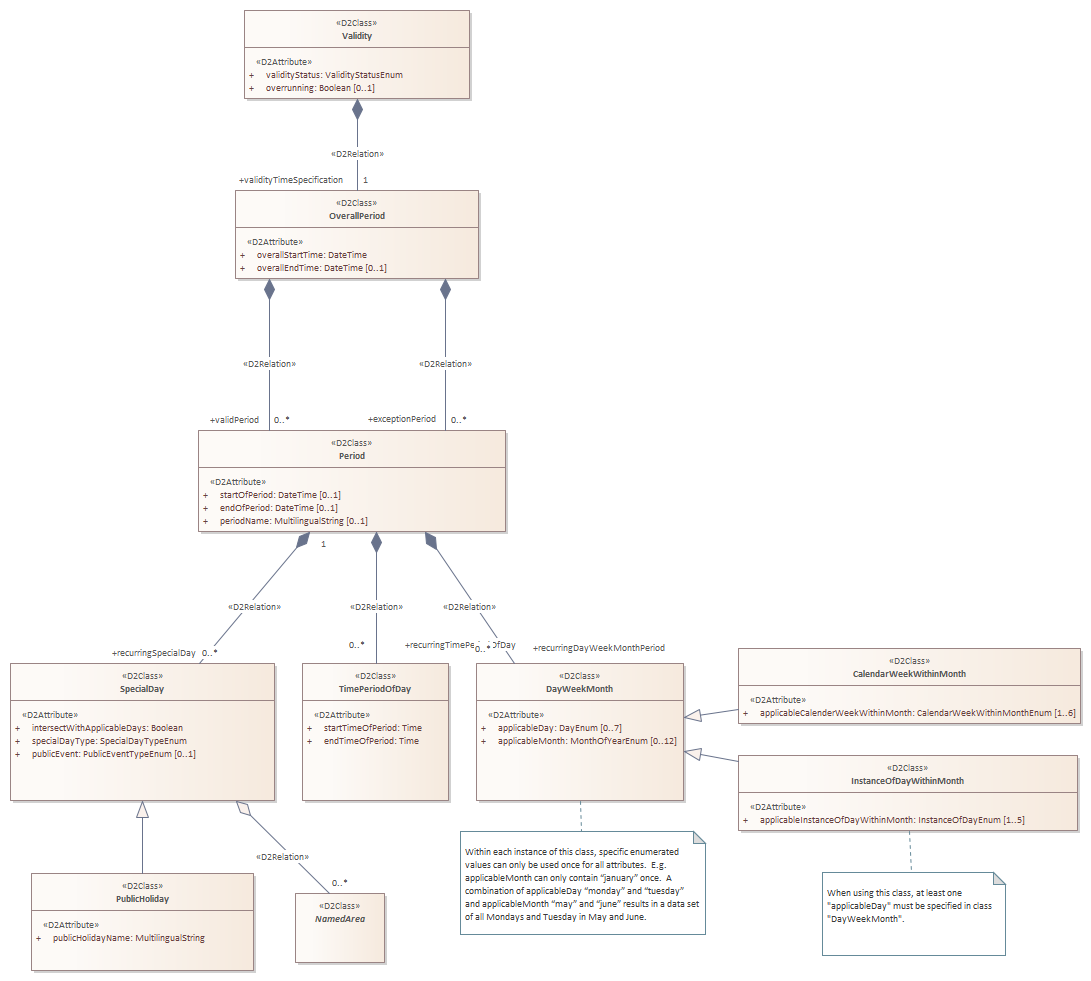 «D2Class»
Validity
«D2Attribute»
+ validityStatus: ValidityStatusEnum
+ overrunning: Boolean [0..1]
«D2Relation»
+validityTimeSpecification 1
«D2Class»
OverallPeriod
«D2Attribute»
+ overallStartTime: DateTime
+ overallEndTime: DateTime [0..1]
«D2Relation» «D2Relation»
+validPeriod 0..* +exceptionPeriod 0..*
«D2Class»
Period
«D2Attribute»
+ startOfPeriod: DateTime [0..1]
+ endOfPeriod: DateTime [0..1]
+ periodName: MultilingualString [0..1]
1
«D2Relation» «D2Relation» «D2Relation»
+recurringSpecialDay 0..* 0..* 0..* +recurringDayWeekMonthPeriod
«D2Class»
SpecialDay
«D2Attribute»
+ intersectWithApplicableDays: Boolean
+ specialDayType: SpecialDayTypeEnum
+ publicEvent: PublicEventTypeEnum [0..1]
«D2Class»
TimePeriodOfDay
«D2Attribute»
+ startTimeOfPeriod: Time
+ endTimeOfPeriod: Time
«D2Class»
DayWeekMonth
«D2Attribute»
+ applicableDay: DayEnum [0..7]
+ applicableMonth: MonthOfYearEnum [0..12]
«D2Class»
CalendarWeekWithinMonth
«D2Attribute»
+ applicableCalenderWeekWithinMonth: CalendarWeekWithinMonthEnum [1..6]
«D2Class»
InstanceOfDayWithinMonth
«D2Attribute»
+ applicableInstanceOfDayWithinMonth: InstanceOfDayEnum [1..5]
«D2Relation»
0..*
«D2Class»
PublicHoliday
«D2Attribute»
+ publicHolidayName: MultilingualString
«D2Class»
NamedArea
Within each instance of this class, specific enumerated
values can only be used once for all attributes. E.g.
applicableMonth can only contain “january” once. A
combination of applicableDay “monday” and “tuesday”
and applicableMonth “may” and “june” results in a data set
of all Mondays and Tuesday in May and June.
When using this class, at least one
"applicableDay" must be specified in class
"DayWeekMonth".